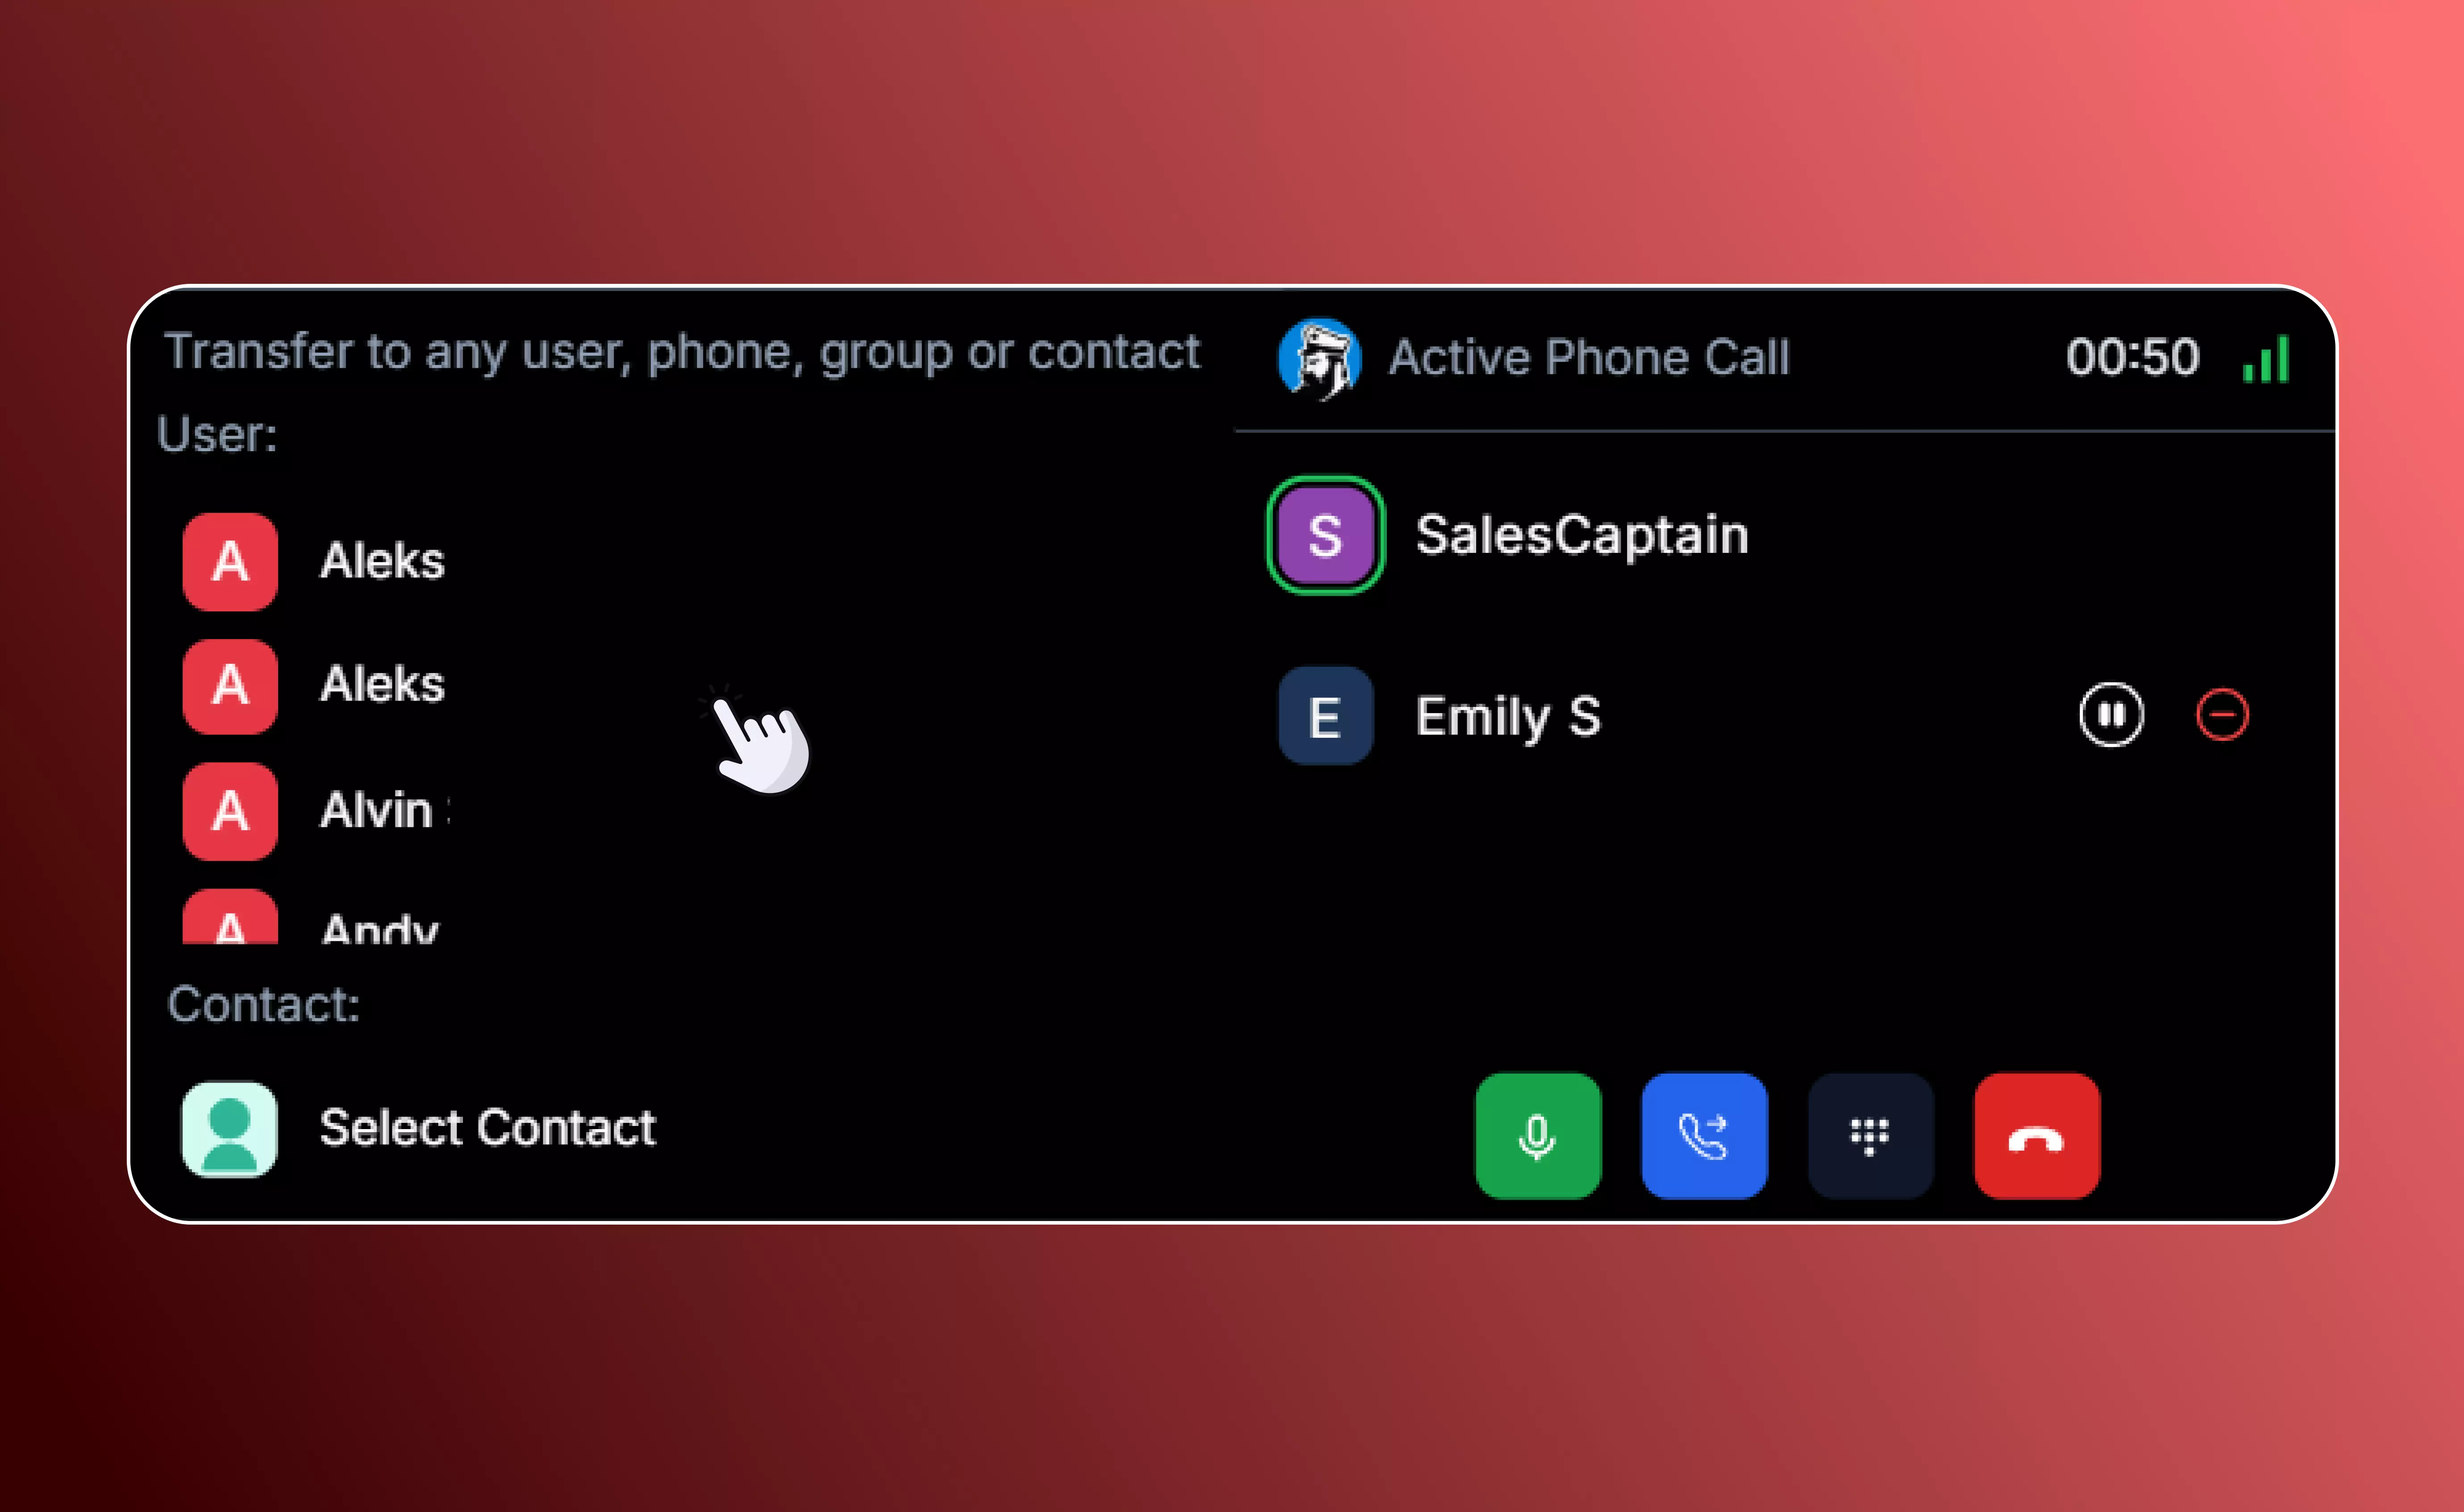 Transfer to any user, phone, group or contact
User:
A Aleks
A Aleks
A Alvin
A Andy
Contact:
Select Contact
Active Phone Call 00:50
S SalesCaptain
E Emily S